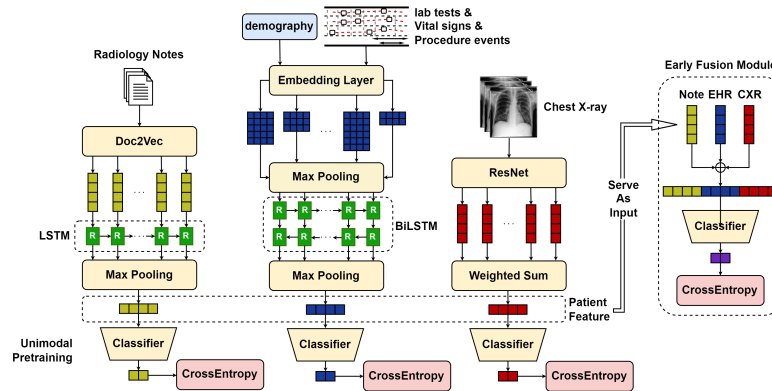 lab tests &
Vital signs &
Procedure events
demography
Radiology Notes
Embedding Layer
Early Fusion Module
Note EHR CXR
Chest X-ray
Doc2Vec
Max Pooling
ResNet
Serve
As
Input
LSTM
R R R R
R R R R
R R R R
BiLSTM
Classifier
Max Pooling
Max Pooling
Weighted Sum
CrossEntropy
Patient
Feature
Unimodal
Pretraining
Classifier
Classifier
Classifier
CrossEntropy
CrossEntropy
CrossEntropy